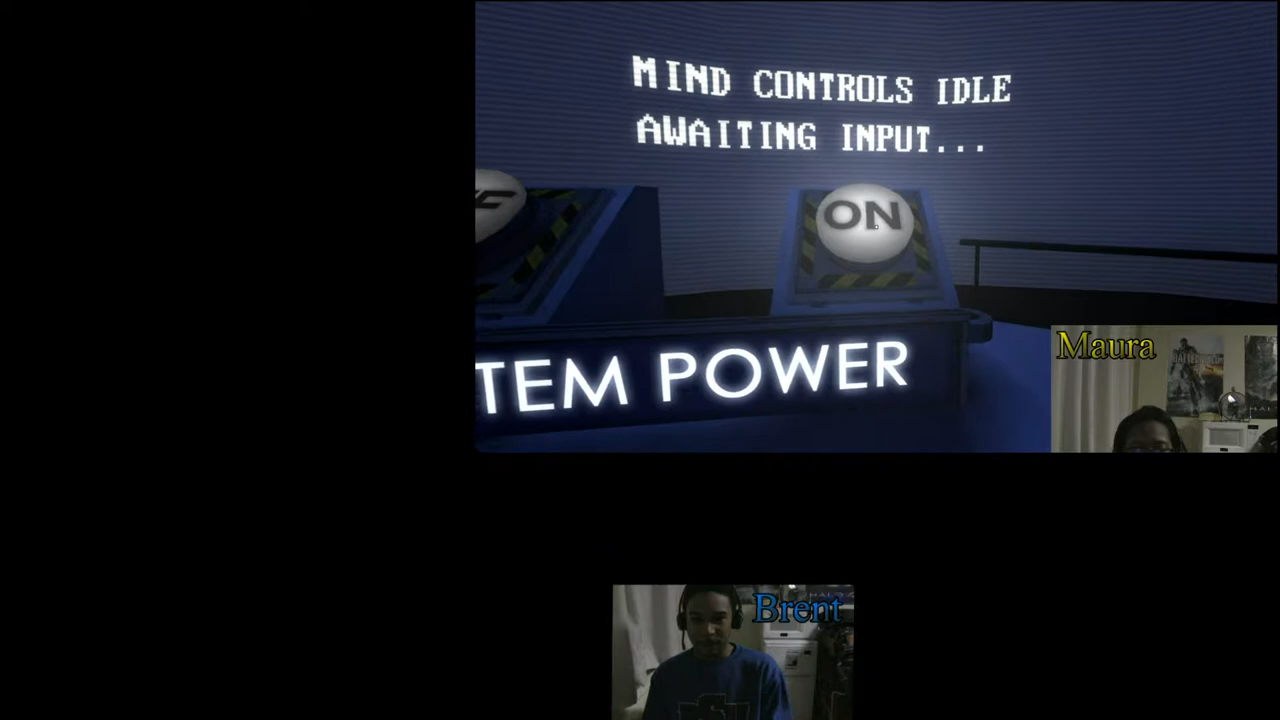 MIND CONTROLS IDLE
AWAITING INPUT...
ON
TEM POWER
Maura
Brent